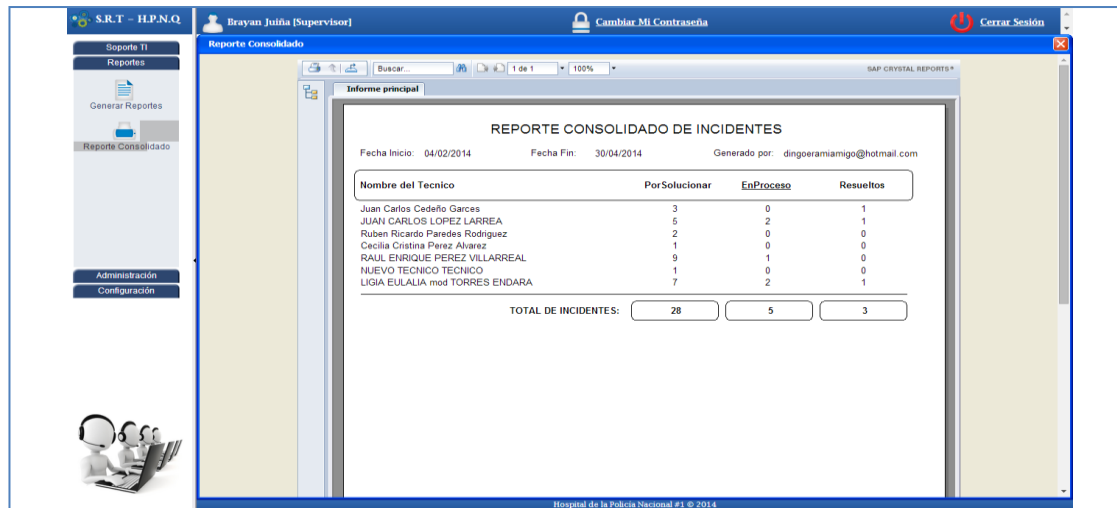 S.R.T – H.P.N.Q
Brayan Juiña [Supervisor]
Cambiar Mi Contraseña
Cerrar Sesión
Soporte TI
Reportes
Generar Reportes
Reporte Consolidado
Administración
Configuración
Reporte Consolidado
Buscar...
1 de 1
100%
SAP CRYSTAL REPORTS®
Informe principal
REPORTE CONSOLIDADO DE INCIDENTES
Fecha Inicio: 04/02/2014 Fecha Fin: 30/04/2014 Generado por: dingoeramiamigo@hotmail.com
Nombre del Tecnico PorSolucionar EnProceso Resueltos
Juan Carlos Cedeño Garces 3 0 1
JUAN CARLOS LOPEZ LARREA 5 2 1
Ruben Ricardo Paredes Rodriguez 2 0 0
Cecilia Cristina Perez Alvarez 1 0 0
RAUL ENRIQUE PEREZ VILLARREAL 9 1 0
NUEVO TECNICO TECNICO 1 0 0
LIGIA EULALIA mod TORRES ENDARA 7 2 1
TOTAL DE INCIDENTES: 28 5 3
Hospital de la Policía Nacional #1 © 2014